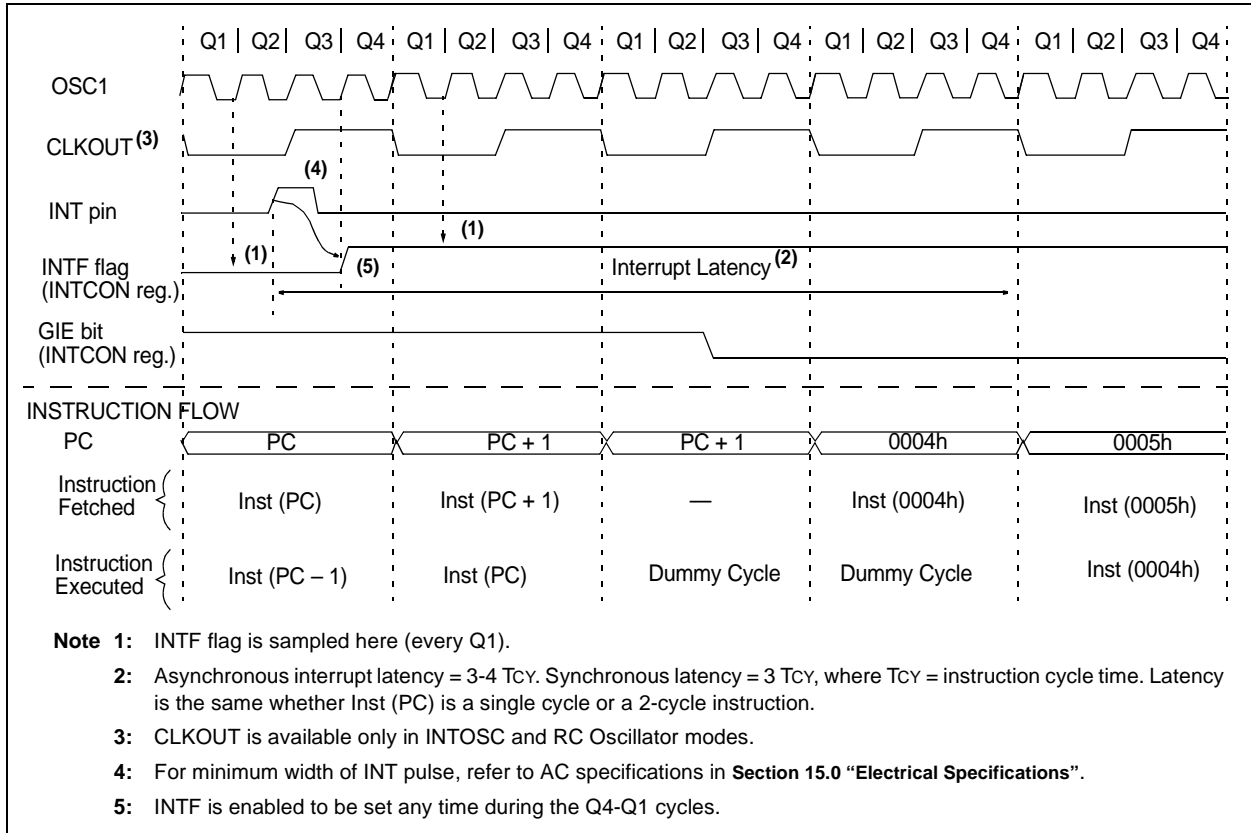 Q1 | Q2 | Q3 | Q4 Q1 | Q2 | Q3 | Q4 Q1 | Q2 | Q3 | Q4 Q1 | Q2 | Q3 | Q4 Q1 | Q2 | Q3 | Q4
OSC1
CLKOUT (3)
(4)
INT pin
(1)
(1)
INTF flag
(INTCON reg.)
(5)
Interrupt Latency (2)
GIE bit
(INTCON reg.)
INSTRUCTION FLOW
PC PC PC + 1 PC + 1 0004h 0005h
Instruction
Fetched
Inst (PC) Inst (PC + 1) — Inst (0004h) Inst (0005h)
Instruction
Executed
Inst (PC – 1) Inst (PC) Dummy Cycle Dummy Cycle Inst (0004h)
Note 1: INTF flag is sampled here (every Q1).
2: Asynchronous interrupt latency = 3-4 TCY. Synchronous latency = 3 TCY, where TCY = instruction cycle time. Latency
is the same whether Inst (PC) is a single cycle or a 2-cycle instruction.
3: CLKOUT is available only in INTOSC and RC Oscillator modes.
4: For minimum width of INT pulse, refer to AC specifications in Section 15.0 “Electrical Specifications”.
5: INTF is enabled to be set any time during the Q4-Q1 cycles.